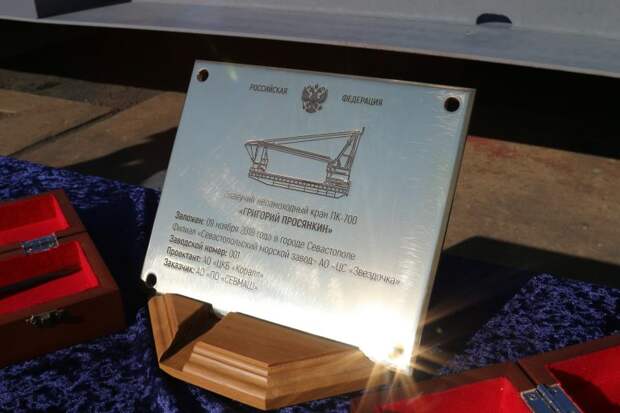 РОССИЙСКАЯ ФЕДЕРАЦИЯ
Плавучий несамоходный кран ПК-700
«ГРИГОРИЙ ПРОСЯНКИН»
Заложен: 09 ноября 2018 года в городе Севастополе
Филиал «Севастопольский морской завод» АО «ЦС «Звездочка»
Заводской номер: 001
Проектант: АО «ЦКБ «Коралл»
Заказчик: АО «ПО «СЕВМАШ»